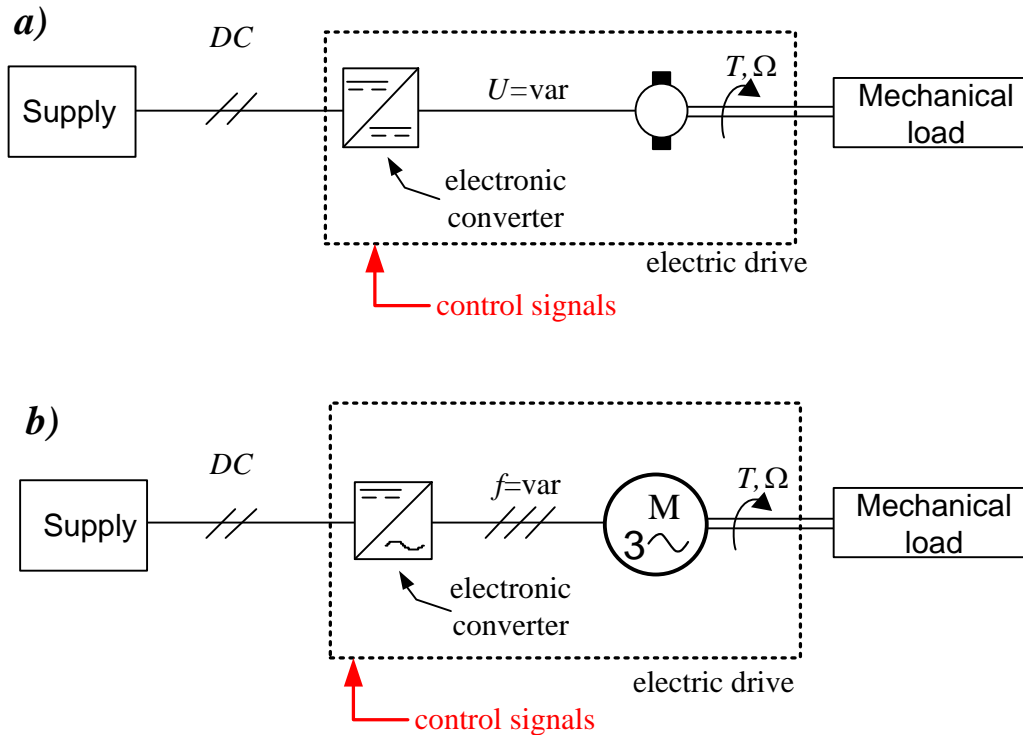 a)
DC
Supply
U=var
T, Ω
Mechanical
load
electronic
converter
electric drive
control signals
b)
DC
Supply
f=var
M
3
T, Ω
Mechanical
load
electronic
converter
electric drive
control signals